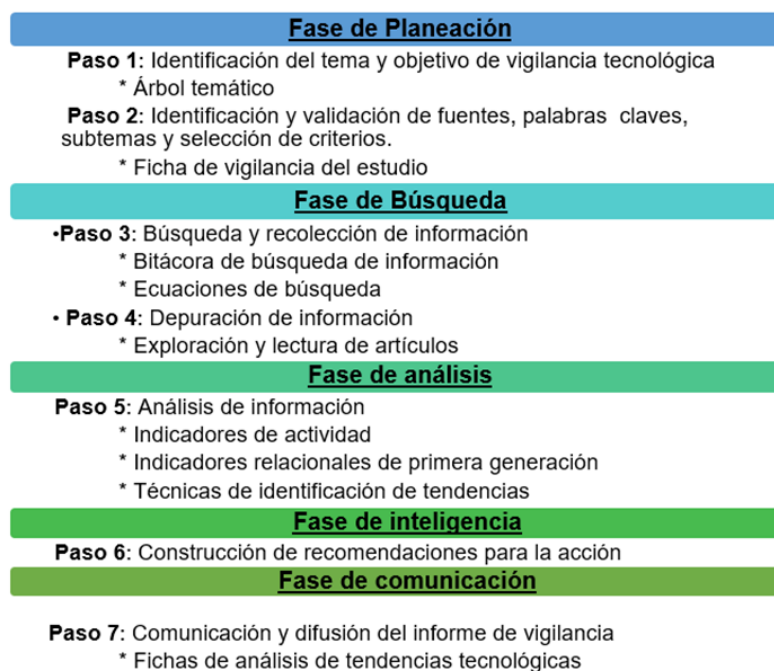 Fase de Planeación
Paso 1: Identificación del tema y objetivo de vigilancia tecnológica
* Árbol temático
Paso 2: Identificación y validación de fuentes, palabras claves,
subtemas y selección de criterios.
* Ficha de vigilancia del estudio
Fase de Búsqueda
•Paso 3: Búsqueda y recolección de información
* Bitácora de búsqueda de información
* Ecuaciones de búsqueda
• Paso 4: Depuración de información
* Exploración y lectura de artículos
Fase de análisis
Paso 5: Análisis de información
* Indicadores de actividad
* Indicadores relacionales de primera generación
* Técnicas de identificación de tendencias
Fase de inteligencia
Paso 6: Construcción de recomendaciones para la acción
Fase de comunicación
Paso 7: Comunicación y difusión del informe de vigilancia
* Fichas de análisis de tendencias tecnológicas